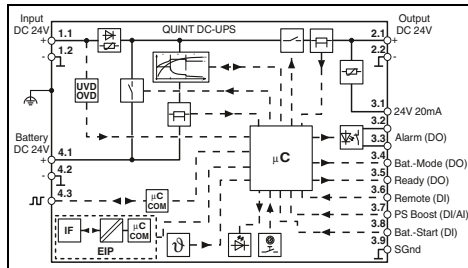 Input
DC 24V
1.1
+
1.2
-
QUINT DC-UPS
2.1
+
2.2
-
Output
DC 24V
UVD
OVD
3.1
24V 20mA
3.2
Alarm (DO)
3.3
3.4
Bat.-Mode (DO)
3.5
Ready (DO)
3.6
Remote (DI)
3.7
PS Boost (DI/AI)
3.8
Bat.-Start (DI)
3.9
SGnd
Battery
DC 24V
4.1
+
4.2
-
4.3
µC
µC
COM
IF
µC
COM
EIP
ϑ